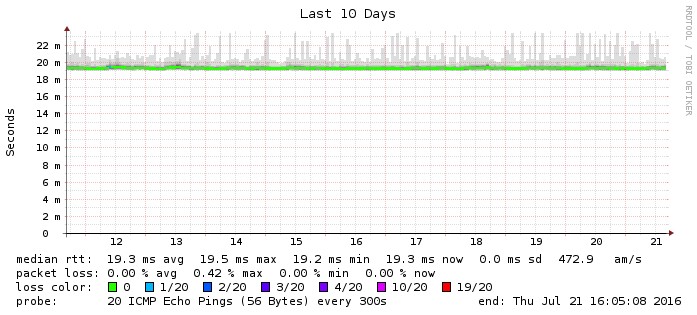 Last 10 Days
RRDTOOL / TOBI OETIKER
Seconds
22 m
20 m
18 m
16 m
14 m
12 m
10 m
8 m
6 m
4 m
2 m
0
12 13 14 15 16 17 18 19 20 21
median rtt: 19.3 ms avg 19.5 ms max 19.2 ms min 19.3 ms now 0.0 ms sd 472.9 am/s
packet loss: 0.00 % avg 0.42 % max 0.00 % min 0.00 % now
loss color: 0 1/20 2/20 3/20 4/20 10/20 19/20
probe: 20 ICMP Echo Pings (56 Bytes) every 300s end: Thu Jul 21 16:05:08 2016